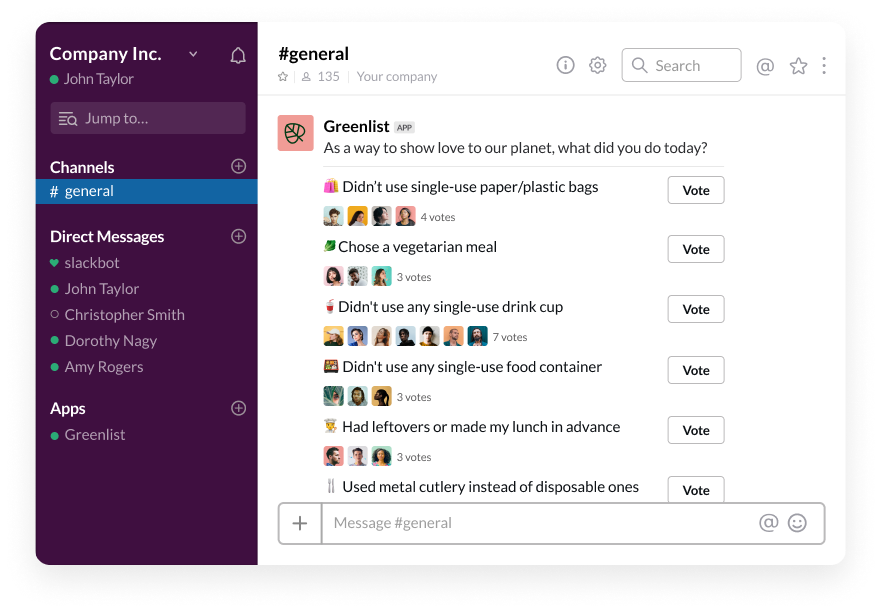 Company Inc.
John Taylor
Jump to...
Channels
# general
Direct Messages
slackbot
John Taylor
Christopher Smith
Dorothy Nagy
Amy Rogers
Apps
Greenlist
#general
135 Your company
Search
@
Greenlist APP
As a way to show love to our planet, what did you do today?
Didn’t use single-use paper/plastic bags Vote
4 votes
Chose a vegetarian meal Vote
3 votes
Didn't use any single-use drink cup Vote
7 votes
Didn't use any single-use food container Vote
3 votes
Had leftovers or made my lunch in advance Vote
3 votes
Used metal cutlery instead of disposable ones Vote
+ Message #general @